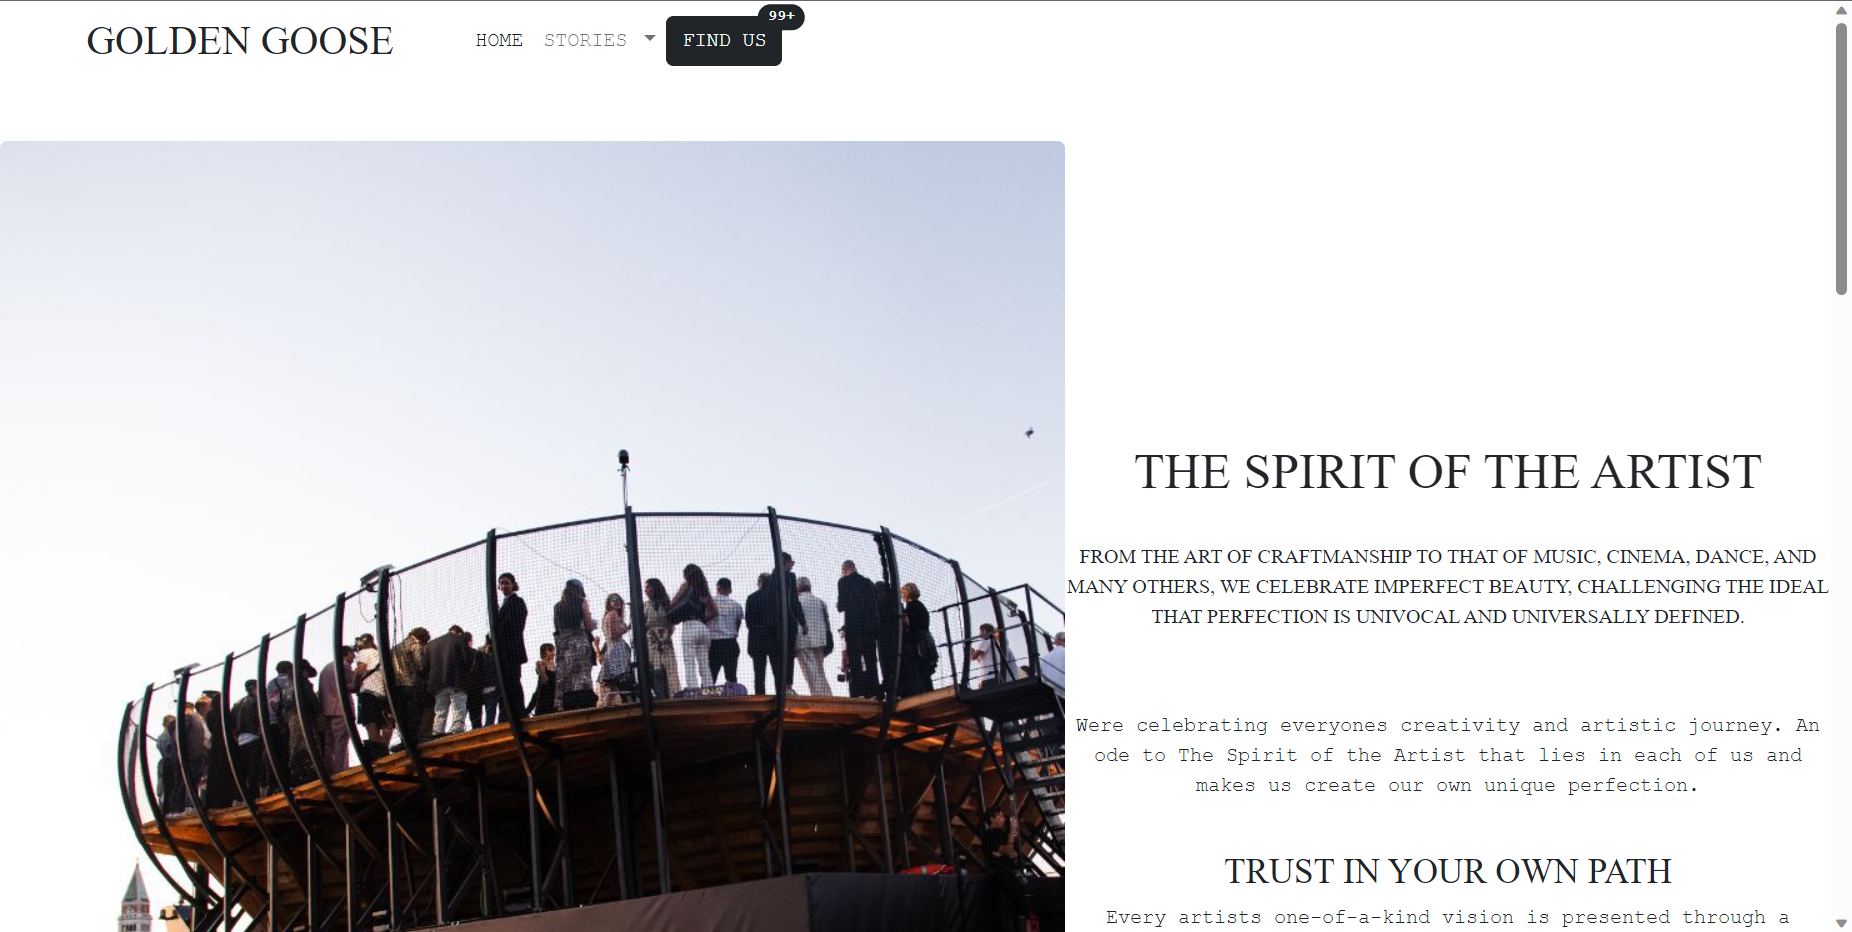 GOLDEN GOOSE
HOME
STORIES
FIND US
99+
THE SPIRIT OF THE ARTIST
FROM THE ART OF CRAFTMANSHIP TO THAT OF MUSIC, CINEMA, DANCE, AND
MANY OTHERS, WE CELEBRATE IMPERFECT BEAUTY, CHALLENGING THE IDEAL
THAT PERFECTION IS UNIVOCAL AND UNIVERSALLY DEFINED.
Were celebrating everyones creativity and artistic journey. An
ode to The Spirit of the Artist that lies in each of us and
makes us create our own unique perfection.
TRUST IN YOUR OWN PATH
Every artists one-of-a-kind vision is presented through a